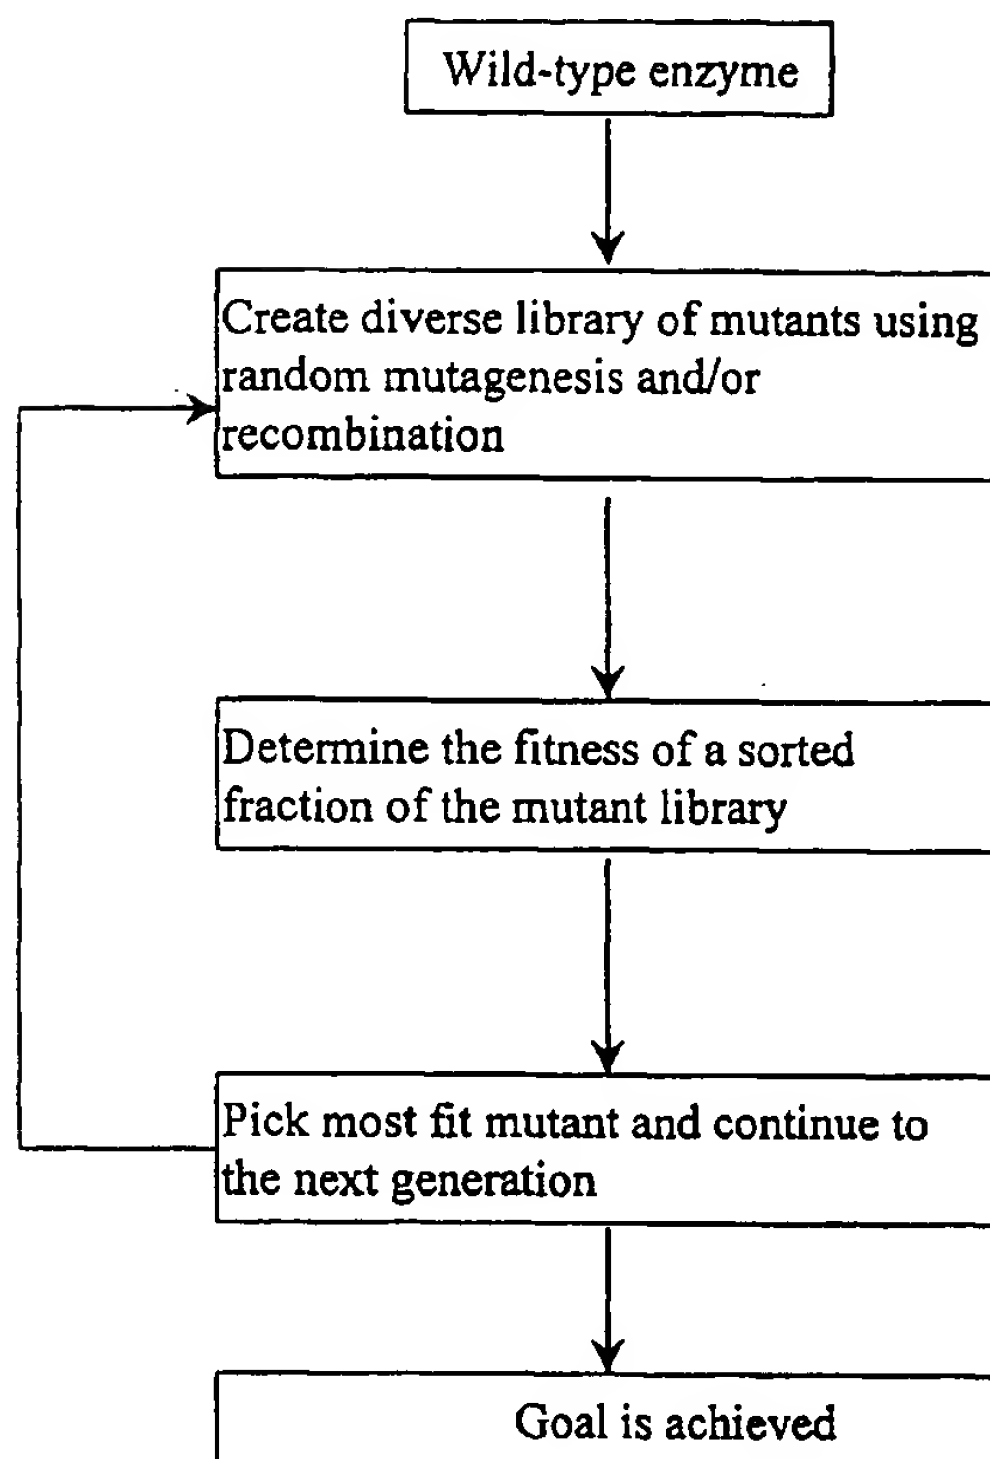 Wild-type enzyme
Create diverse library of mutants using
random mutagenesis and/or
recombination
Determine the fitness of a sorted
fraction of the mutant library
Pick most fit mutant and continue to
the next generation
Goal is achieved